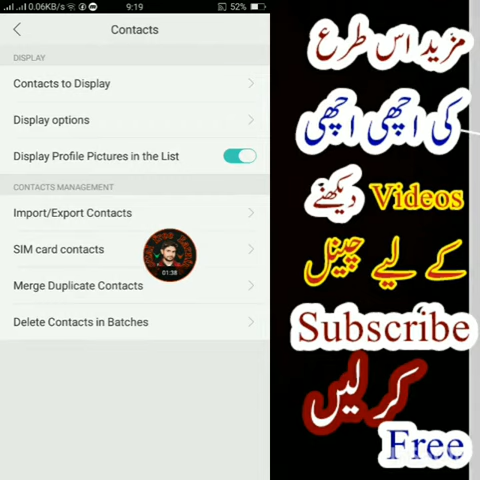 0.06KB/s 9:19 52%
Contacts
DISPLAY
Contacts to Display
Display options
Display Profile Pictures in the List
CONTACTS MANAGEMENT
Import/Export Contacts
SIM card contacts
01:38
Merge Duplicate Contacts
Delete Contacts in Batches
مزید اس طرع
کی اچھی اچھی
Videos دیکھنے
کے لیے چینل
Subscribe
کر لیں
Free